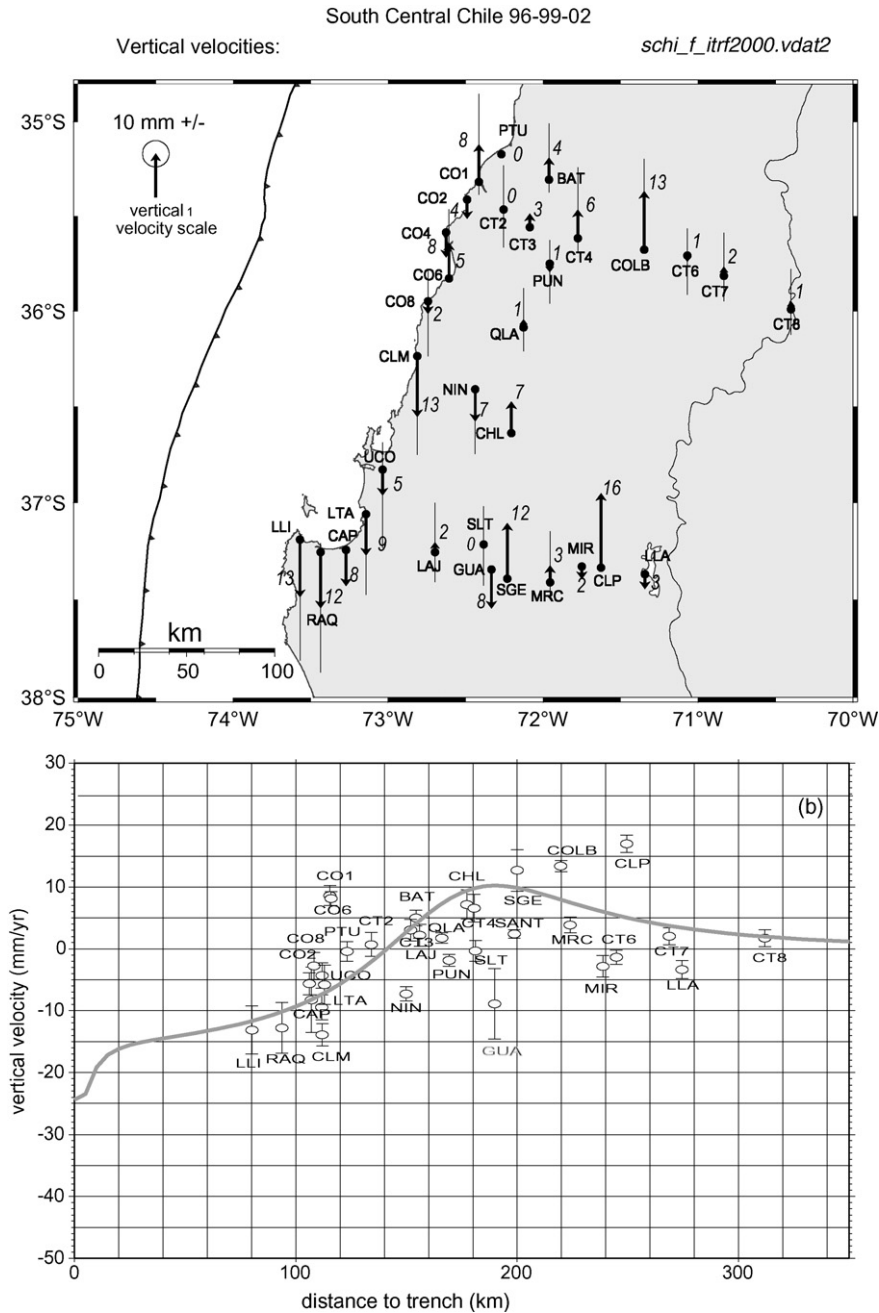 South Central Chile 96-99-02
Vertical velocities: schi_f_itrf2000.vdat2
35°S
36°S
37°S
38°S
75°W 74°W 73°W 72°W 71°W 70°W
10 mm +/-
vertical 1
velocity scale
km
0 50 100
PTU
0
8
CO1
4
BAT
CO2
4
0
CT2
3
CT3
6
CT4
13
COLB
1
CT6
2
CT7
1
CT8
CO4
8
CO6
5
1
PUN
CO8
2
1
QLA
CLM
13
NIN
7
7
CHL
UCO
5
LTA
9
LLI
13
CAP
8
RAQ
12
2
LAJ
SLT
0
GUA
8
12
SGE
3
MRC
MIR
2
16
CLP
LLA
3
(b)
30
20
10
0
-10
-20
-30
-40
-50
vertical velocity (mm/yr)
CO1
CO6
PTU
CT2
CO8
CO2
UCO
LTA
CAP
LLI
RAQ
CLM
BAT
QLA
CT3
LAJ
NIN
PUN
CHL
CT4
SANT
SLT
GUA
SGE
COLB
CLP
MRC
CT6
MIR
CT7
LLA
CT8
0 100 200 300
distance to trench (km)